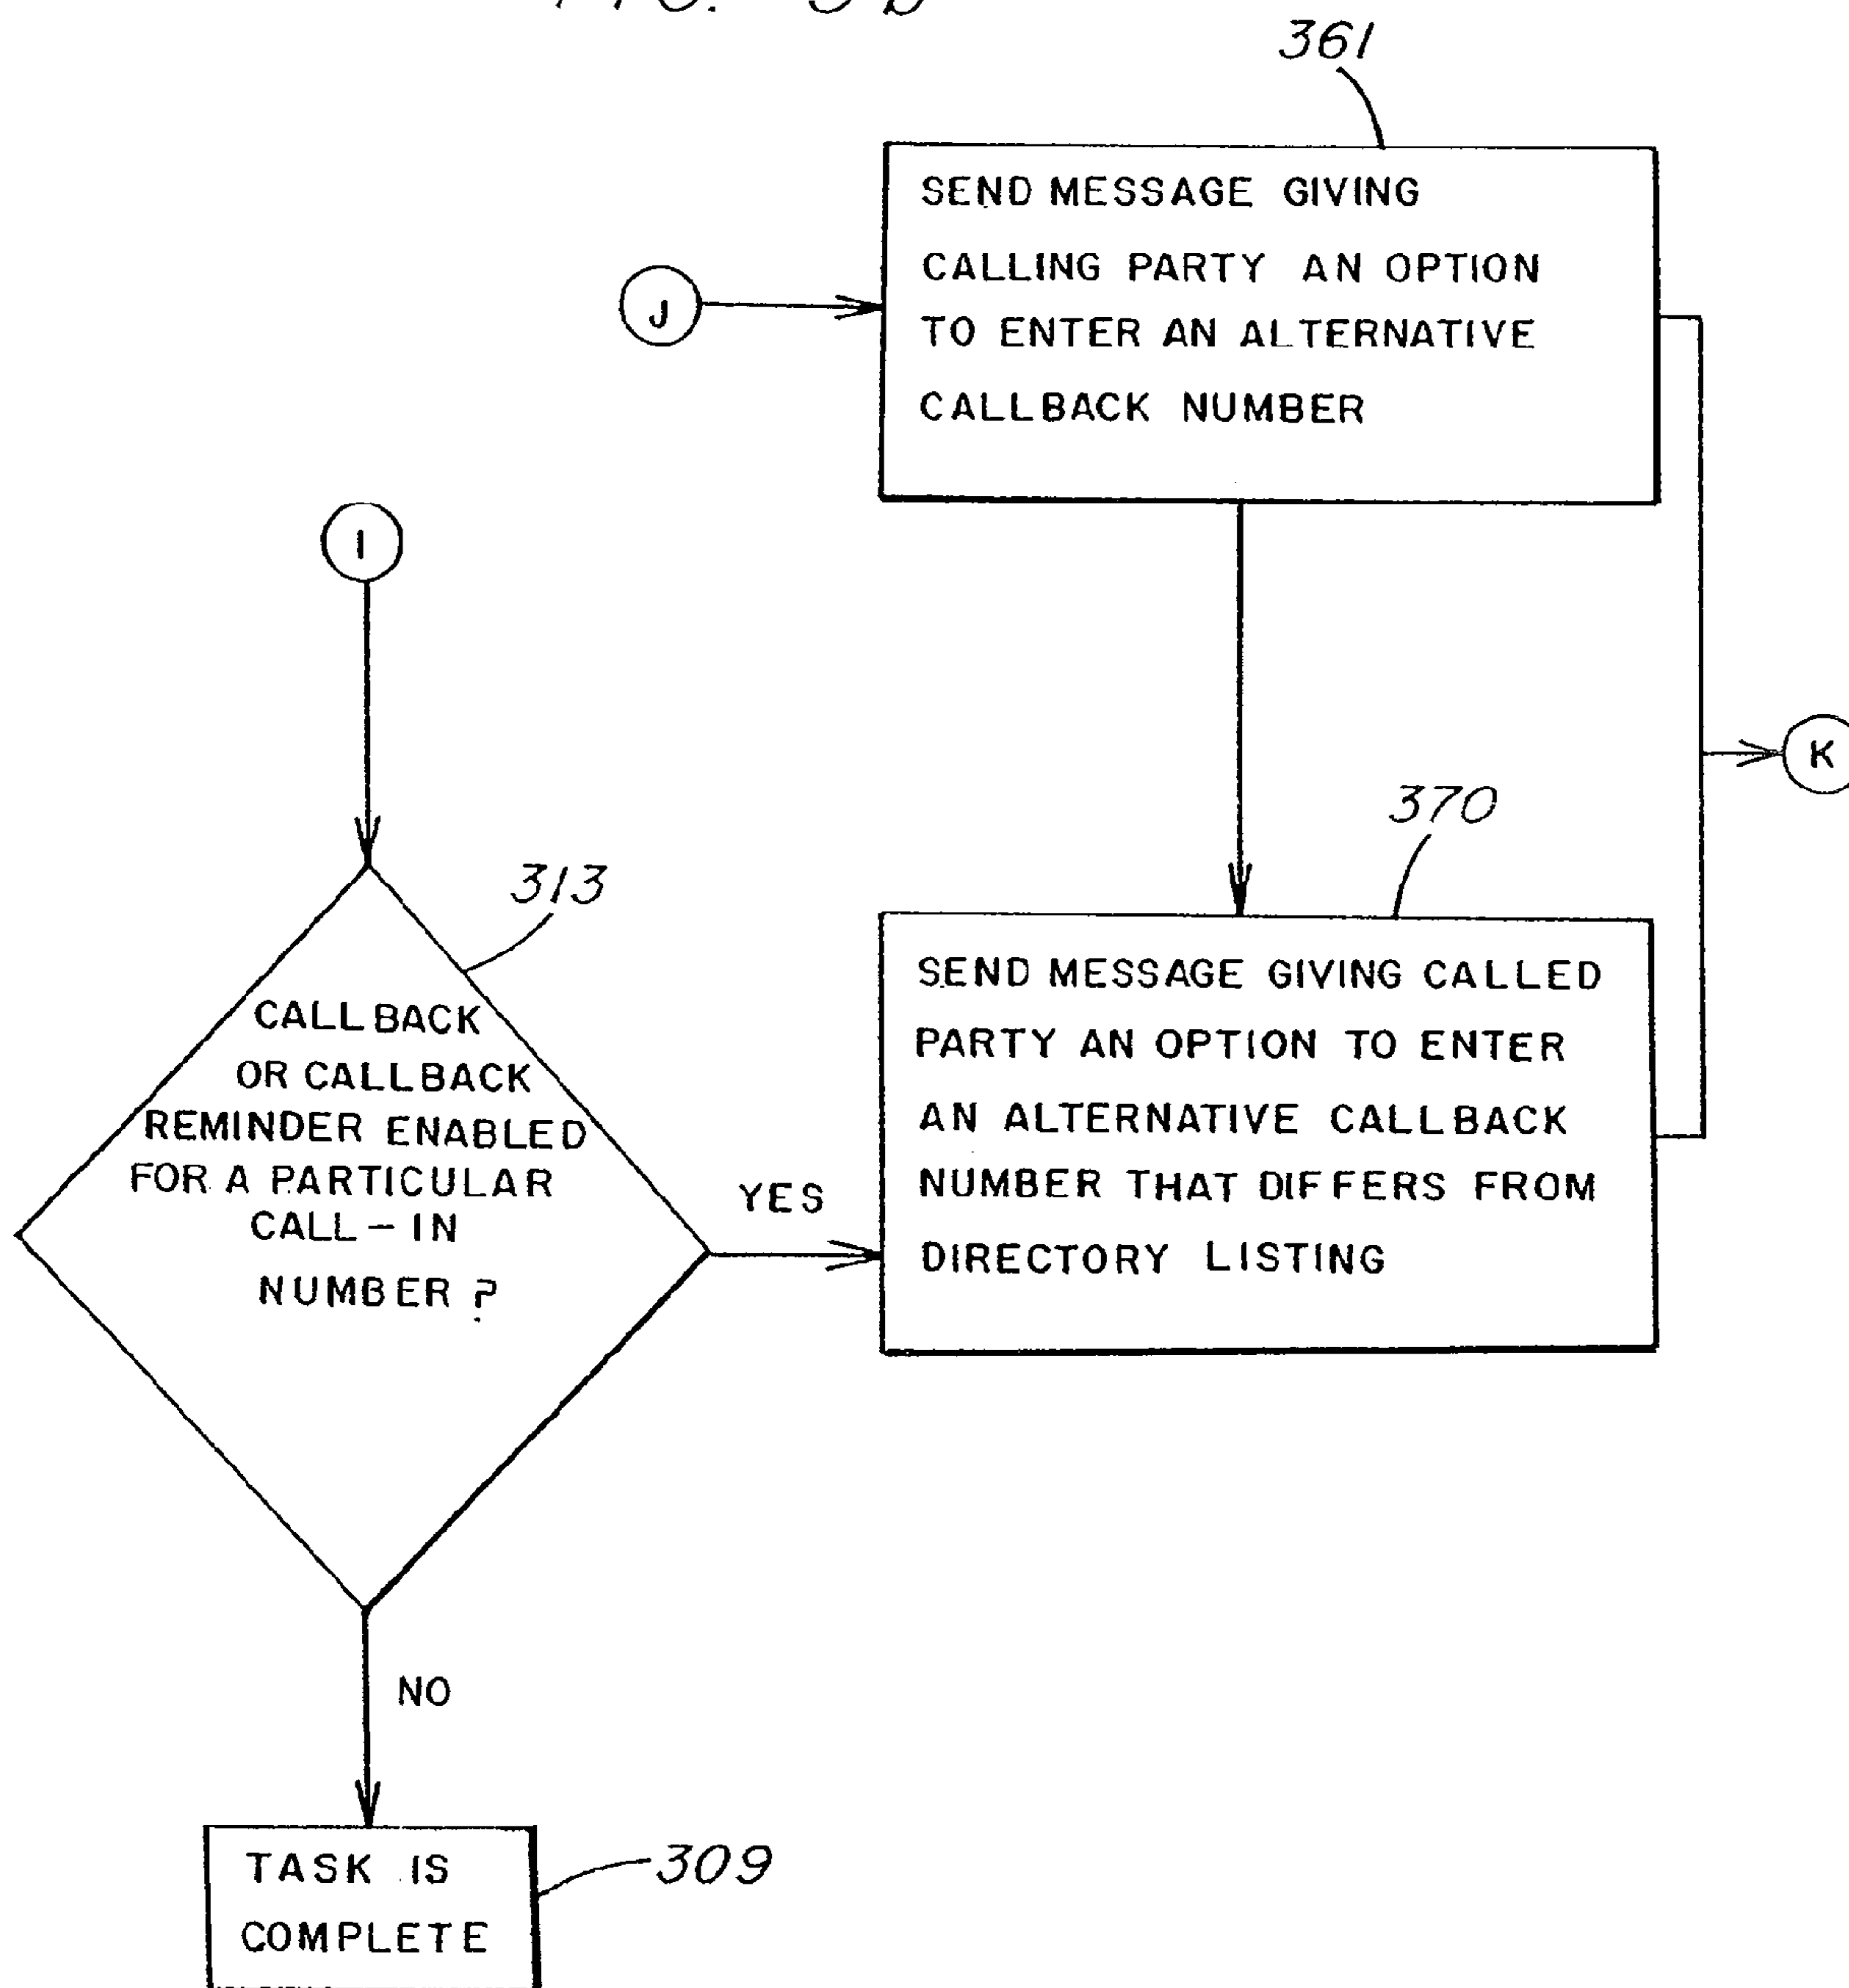 361
SEND MESSAGE GIVING
CALLING PARTY AN OPTION
TO ENTER AN ALTERNATIVE
CALLBACK NUMBER
J
I
K
370
313
SEND MESSAGE GIVING CALLED
PARTY AN OPTION TO ENTER
AN ALTERNATIVE CALLBACK
NUMBER THAT DIFFERS FROM
DIRECTORY LISTING
CALLBACK
OR CALLBACK
REMINDER ENABLED
FOR A PARTICULAR
CALL-IN
NUMBER?
YES
NO
TASK IS
COMPLETE
309